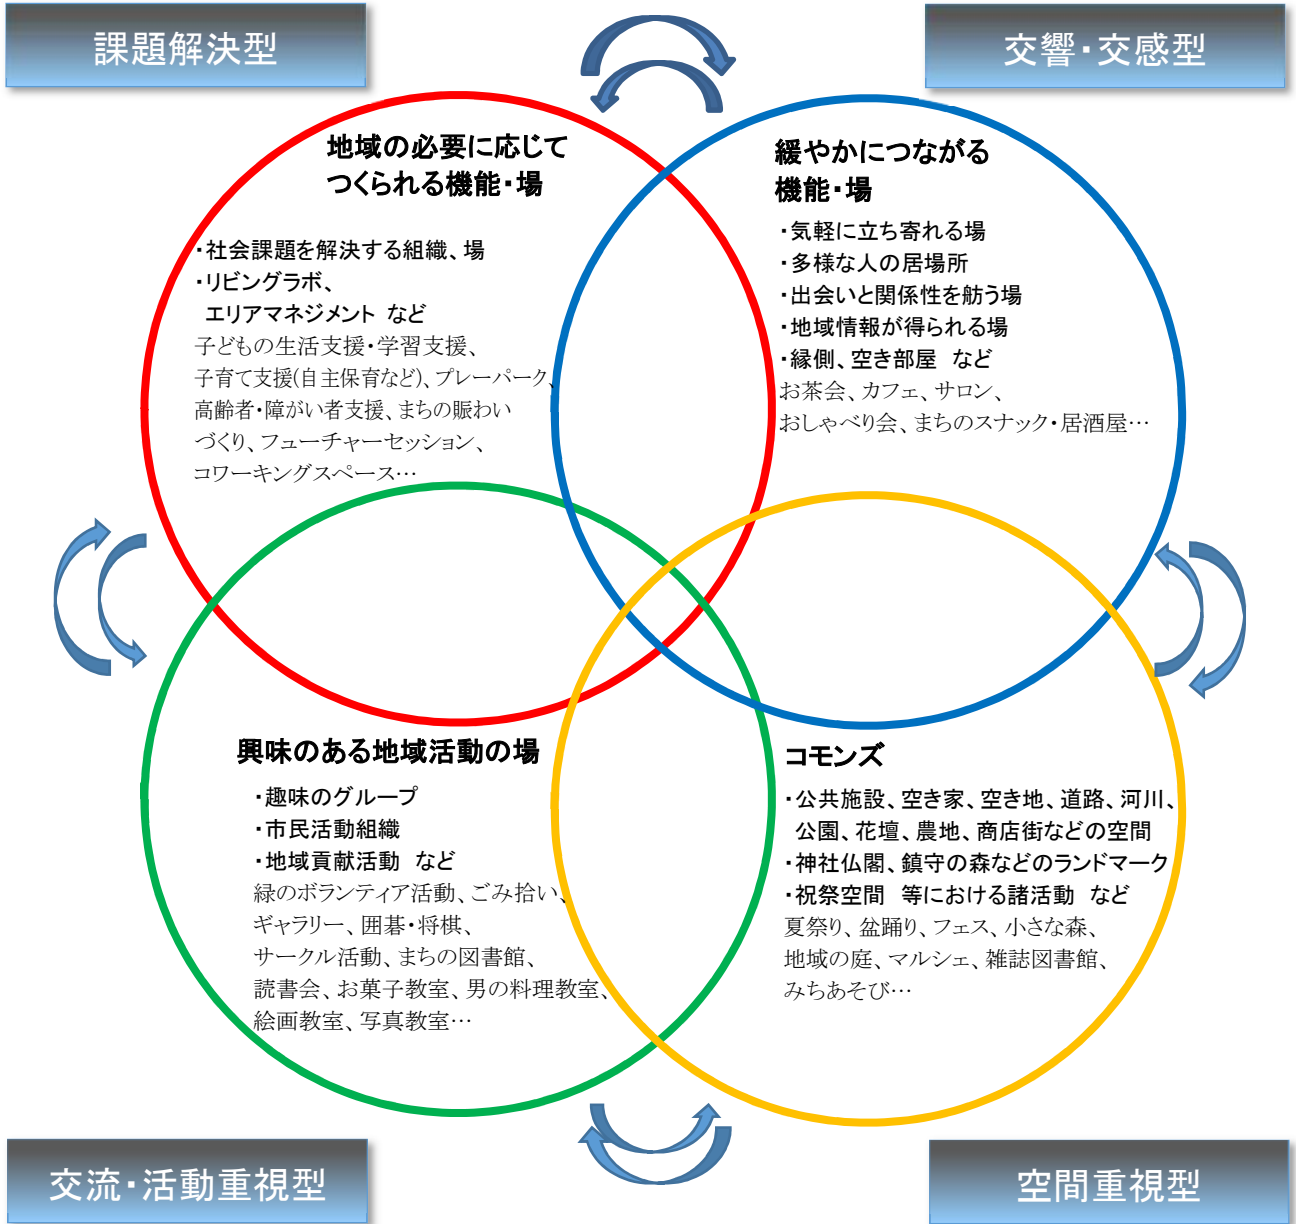 課題解決型
交響・交感型
地域の必要に応じて
つくられる機能・場
・社会課題を解決する組織、場
・リビングラボ、
エリアマネジメント など
子どもの生活支援・学習支援、
子育て支援(自主保育など)、プレーパーク、
高齢者・障がい者支援、まちの賑わい
づくり、フューチャーセッション、
コワーキングスペース…
緩やかにつながる
機能・場
・気軽に立ち寄れる場
・多様な人の居場所
・出会いと関係性を紡う場
・地域情報が得られる場
・縁側、空き部屋 など
お茶会、カフェ、サロン、
おしゃべり会、まちのスナック・居酒屋…
興味のある地域活動の場
・趣味のグループ
・市民活動組織
・地域貢献活動 など
緑のボランティア活動、ごみ拾い、
ギャラリー、囲碁・将棋、
サークル活動、まちの図書館、
読書会、お菓子教室、男の料理教室、
絵画教室、写真教室…
コモンズ
・公共施設、空き家、空き地、道路、河川、
公園、花壇、農地、商店街などの空間
・神社仏閣、鎮守の森などのランドマーク
・祝祭空間 等における諸活動 など
夏祭り、盆踊り、フェス、小さな森、
地域の庭、マルシェ、雑誌図書館、
みちあそび…
交流・活動重視型
空間重視型